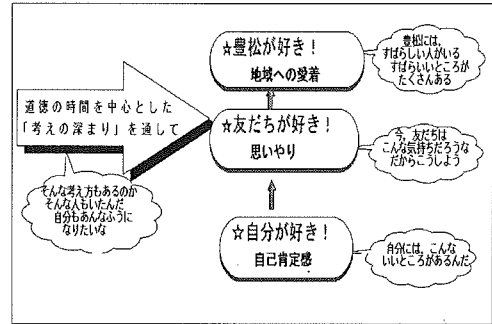 ☆豊松が好き！
地域への愛着
豊松には，
すばらしい人がいる
すばらいいところが
たくさんある
道徳の時間を中心とした
「考えの深まり」を通して
☆友だちが好き！
思いやり
今，友だちは
こんな気持ちだろうな
だからこうしよう
そんな考え方もあるのか
そんな人もいたんだ
自分もあんなふうに
なりたいな
☆自分が好き！
自己肯定感
自分には，こんな
いいところがあるんだ